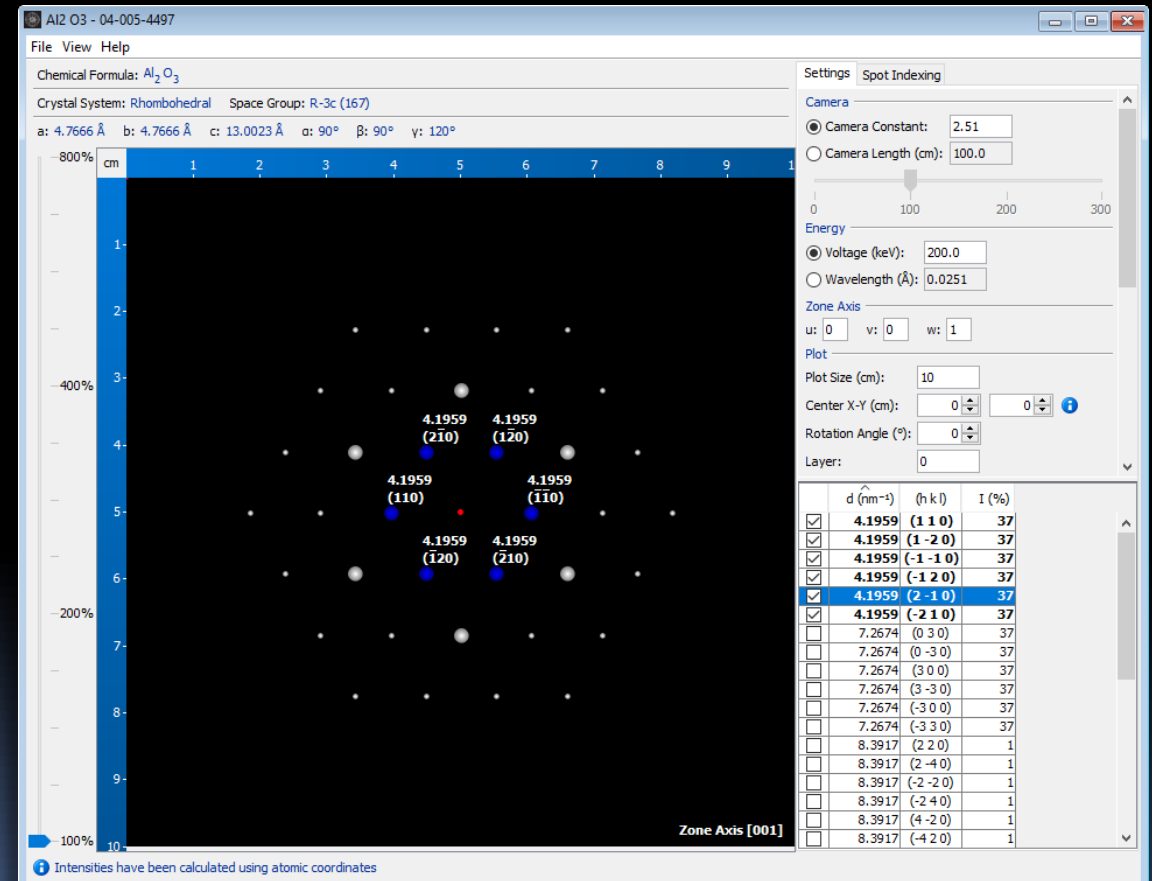 Al2 O3 - 04-005-4497
File View Help
Chemical Formula: Al2O3
Crystal System: Rhombohedral Space Group: R-3c (167)
a: 4.7666 Å b: 4.7666 Å c: 13.0023 Å α: 90° β: 90° γ: 120°
800%
400%
200%
100%
cm 1 2 3 4 5 6 7 8 9 1
1
2
3
4
5
6
7
8
9
10
4.1959 4.1959
(21̅0) (12̅0)
4.1959 4.1959
(110) (1̅1̅0)
4.1959 4.1959
(1̅20) (2̅10)
Zone Axis [001]
Intensities have been calculated using atomic coordinates
Settings Spot Indexing
Camera
Camera Constant: 2.51
Camera Length (cm): 100.0
0 100 200 300
Energy
Voltage (keV): 200.0
Wavelength (Å): 0.0251
Zone Axis
u: 0 v: 0 w: 1
Plot
Plot Size (cm): 10
Center X-Y (cm): 0 0
Rotation Angle (°): 0
Layer: 0
d (nm⁻¹) (h k l) I (%)
4.1959 (1 1 0) 37
4.1959 (1 -2 0) 37
4.1959 (-1 -1 0) 37
4.1959 (-1 2 0) 37
4.1959 (2 -1 0) 37
4.1959 (-2 1 0) 37
7.2674 (0 3 0) 37
7.2674 (0 -3 0) 37
7.2674 (3 0 0) 37
7.2674 (3 -3 0) 37
7.2674 (-3 0 0) 37
7.2674 (-3 3 0) 37
8.3917 (2 2 0) 1
8.3917 (2 -4 0) 1
8.3917 (-2 -2 0) 1
8.3917 (-2 4 0) 1
8.3917 (4 -2 0) 1
8.3917 (-4 2 0) 1